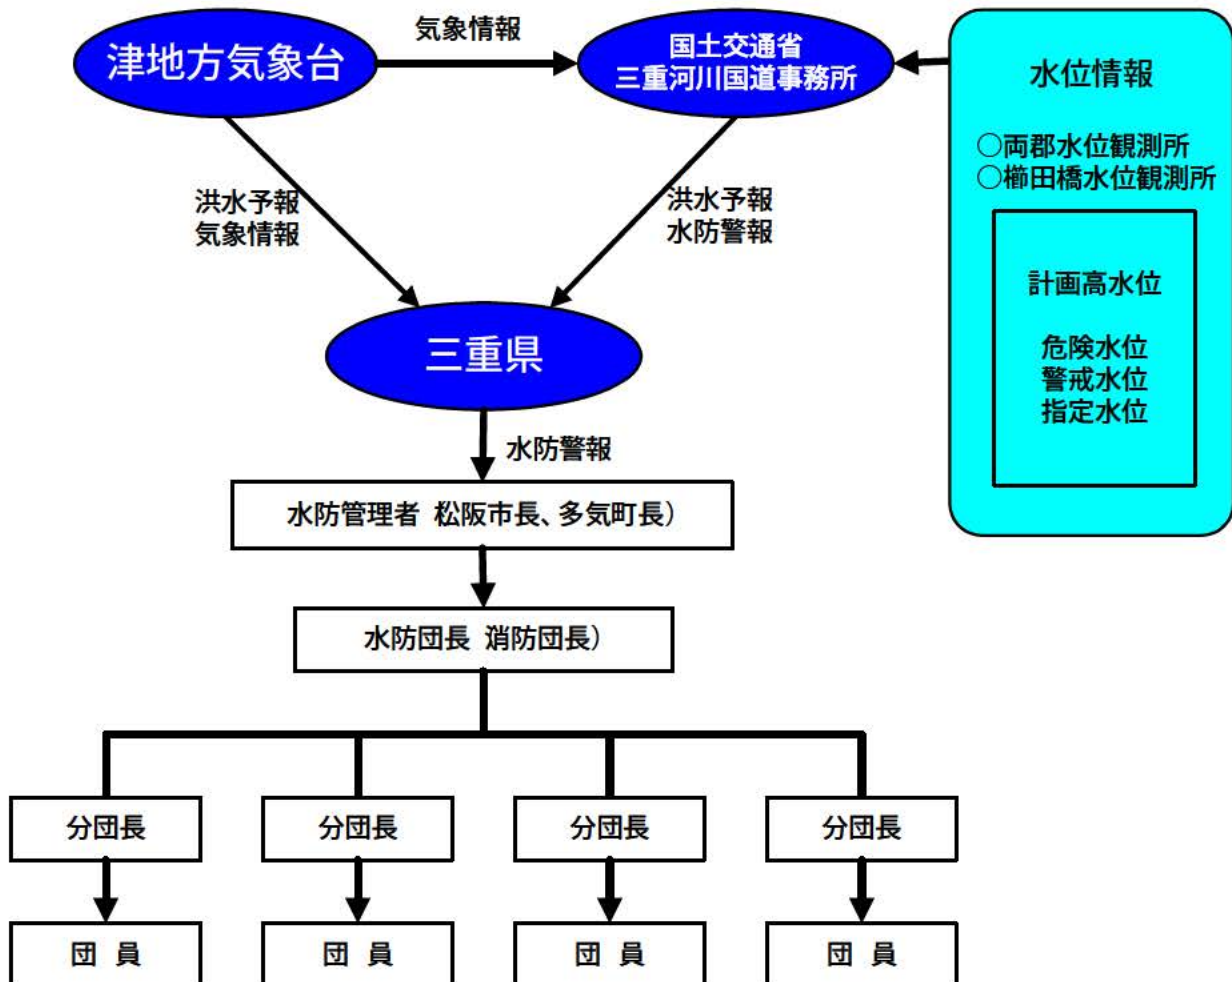 気象情報
津地方気象台
国土交通省
三重河川国道事務所
水位情報
○両郡水位観測所
○櫛田橋水位観測所
計画高水位
危険水位
警戒水位
指定水位
洪水予報
気象情報
洪水予報
水防警報
三重県
水防警報
水防管理者（松阪市長、多気町長）
水防団長（消防団長）
分団長
分団長
分団長
分団長
団 員
団 員
団 員
団 員